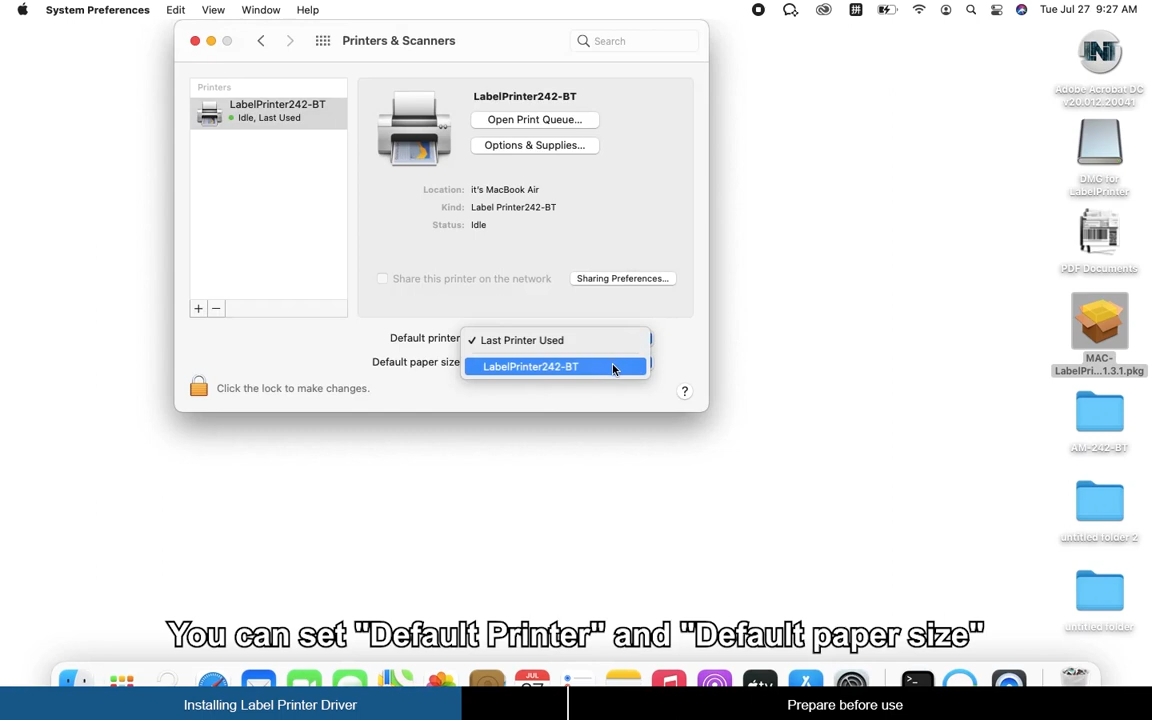 System Preferences Edit View Window Help Tue Jul 27 9:27 AM
Printers & Scanners
Search
Printers
LabelPrinter242-BT
Idle, Last Used
LabelPrinter242-BT
Open Print Queue...
Options & Supplies...
Location: it's MacBook Air
Kind: Label Printer242-BT
Status: Idle
Share this printer on the network
Sharing Preferences...
+ −
Default printer
✓ Last Printer Used
Default paper size
LabelPrinter242-BT
Click the lock to make changes.
?
INT
Adobe Acrobat DC
v20.012.20041
DMG for
LabelPrinter
PDF Documents
MAC-
LabelPri...1.3.1.pkg
AM-242-BT
untitled folder 2
untitled folder
You can set "Default Printer" and "Default paper size"
JUL
Installing Label Printer Driver
Prepare before use